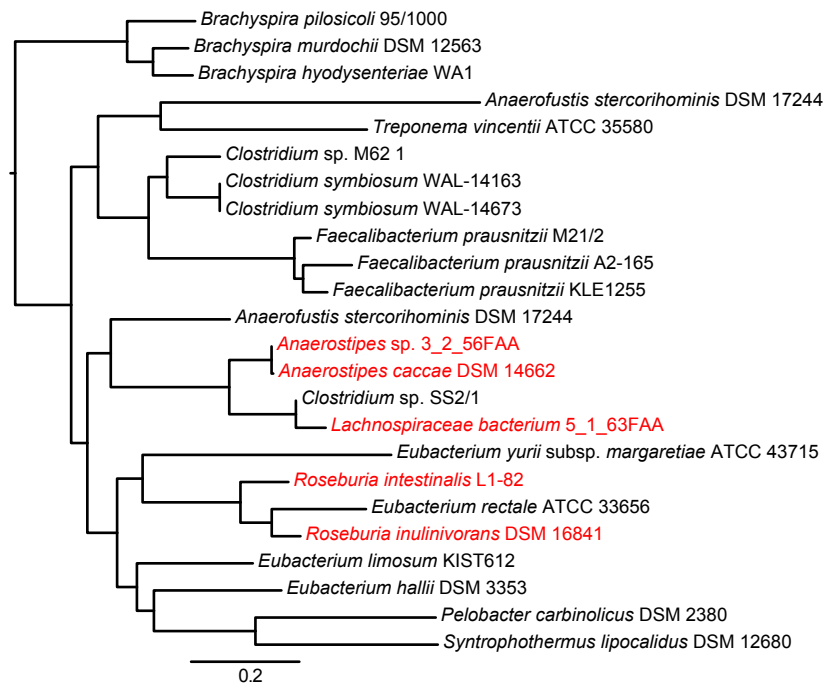 Brachyspira pilosicoli 95/1000
Brachyspira murdochii DSM 12563
Brachyspira hyodysenteriae WA1
Anaerofustis stercorihominis DSM 17244
Treponema vincentii ATCC 35580
Clostridium sp. M62 1
Clostridium symbiosum WAL-14163
Clostridium symbiosum WAL-14673
Faecalibacterium prausnitzii M21/2
Faecalibacterium prausnitzii A2-165
Faecalibacterium prausnitzii KLE1255
Anaerofustis stercorihominis DSM 17244
Anaerostipes sp. 3_2_56FAA
Anaerostipes caccae DSM 14662
Clostridium sp. SS2/1
Lachnospiraceae bacterium 5_1_63FAA
Eubacterium yurii subsp. margaretiae ATCC 43715
Roseburia intestinalis L1-82
Eubacterium rectale ATCC 33656
Roseburia inulinivorans DSM 16841
Eubacterium limosum KIST612
Eubacterium hallii DSM 3353
Pelobacter carbinolicus DSM 2380
Syntrophothermus lipocalidus DSM 12680
0.2